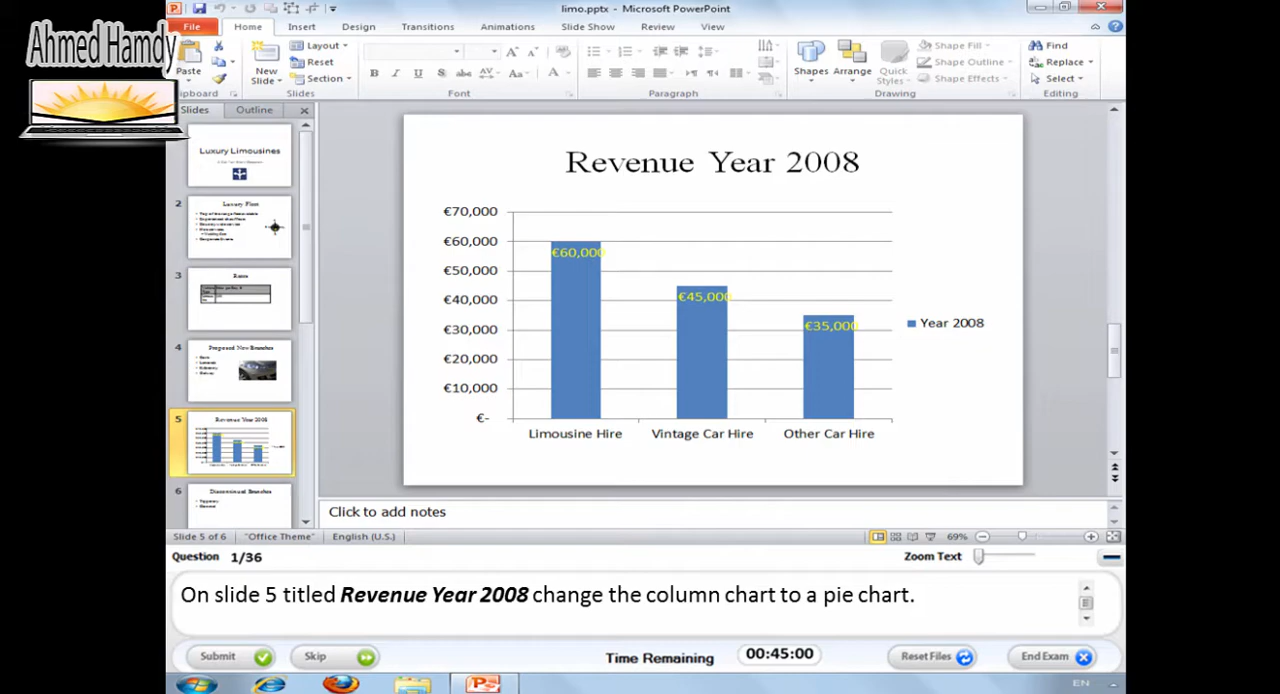 limo.pptx - Microsoft PowerPoint
Ahmed Hamdy
File Home Insert Design Transitions Animations Slide Show Review View
Paste
New
Slide
Layout
Reset
Section
Shapes Arrange Quick
Styles
Shape Fill
Shape Outline
Shape Effects
Find
Replace
Select
clipboard Slides Font Paragraph Drawing Editing
Slides Outline
Luxury Limousines
2
Luxury Fleet
3
Rates
4
Proposed New Branches
5
Revenue Year 2008
6
Discontinued Branches
Revenue Year 2008
€70,000
€60,000
€50,000
€40,000
€30,000
€20,000
€10,000
€-
€60,000
€45,000
€35,000
Year 2008
Limousine Hire Vintage Car Hire Other Car Hire
Click to add notes
Slide 5 of 6 "Office Theme" English (U.S.) 69%
Question 1/36 Zoom Text
On slide 5 titled Revenue Year 2008 change the column chart to a pie chart.
Submit Skip Time Remaining 00:45:00 Reset Files End Exam
EN